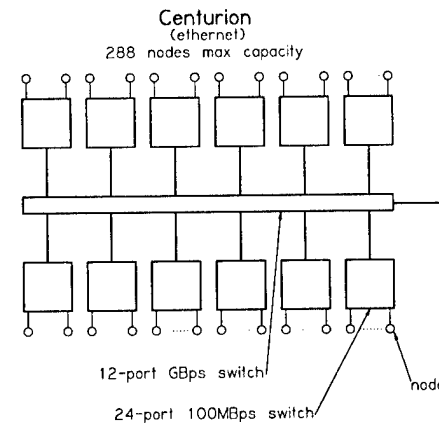 Centurion
(ethernet)
288 nodes max capacity
12-port GBps switch
node
24-port 100MBps switch